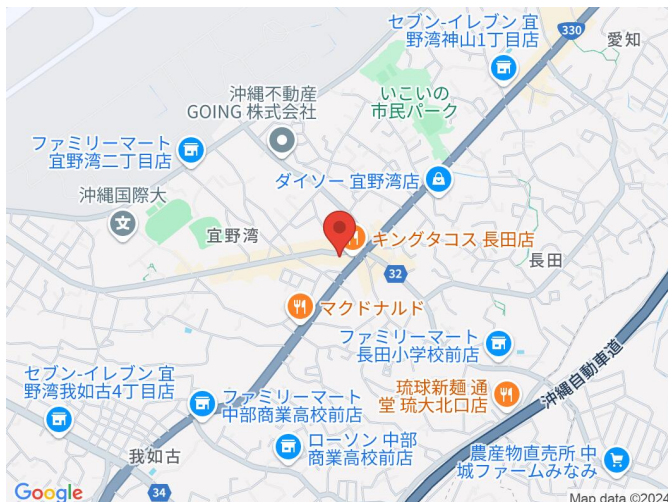 セブン-イレブン 宜
野湾神山1丁目店
330
愛知
沖縄不動産
GOING 株式会社
いこいの
市民パーク
ファミリーマート
宜野湾二丁目店
ダイソー 宜野湾店
沖縄国際大
文
宜野湾
キングタコス 長田店
長田
32
マクドナルド
ファミリーマート
長田小学校前店
沖縄自動車道
セブン-イレブン 宜
野湾我如古4丁目店
ファミリーマート
中部商業高校前店
琉球新麺 通
堂 琉大北口店
我如古
ローソン 中部
商業高校前店
農産物直売所 中
城ファームみなみ
34
Google
Map data ©2024